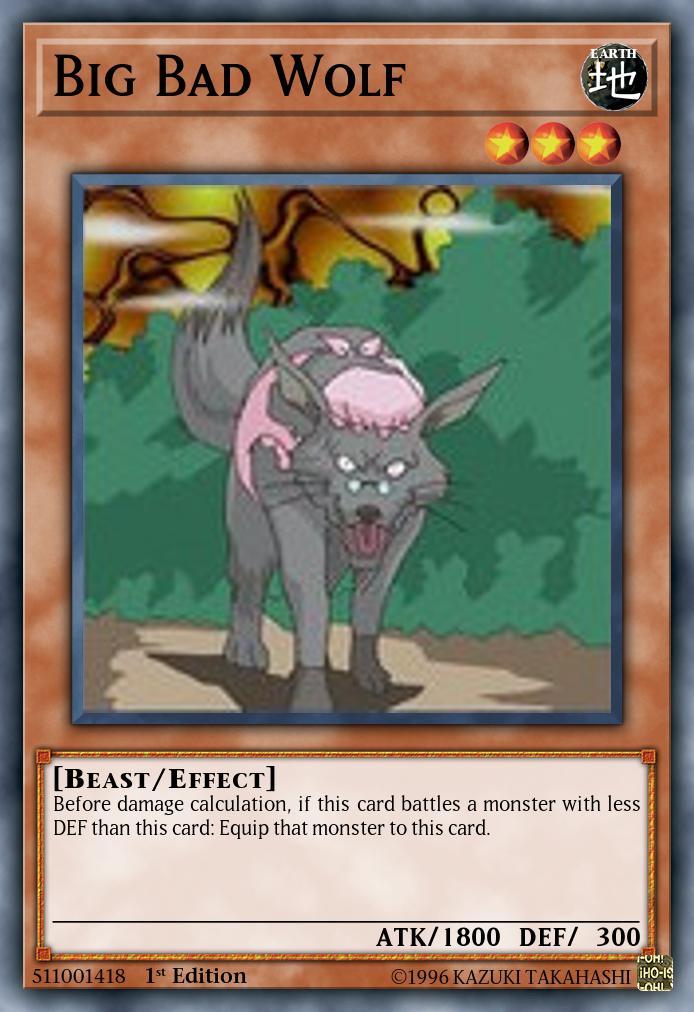 Big Bad Wolf
EARTH
地
[Beast/Effect]
Before damage calculation, if this card battles a monster with less
DEF than this card: Equip that monster to this card.
ATK/1800 DEF/ 300
511001418 1st Edition ©1996 KAZUKI TAKAHASHI